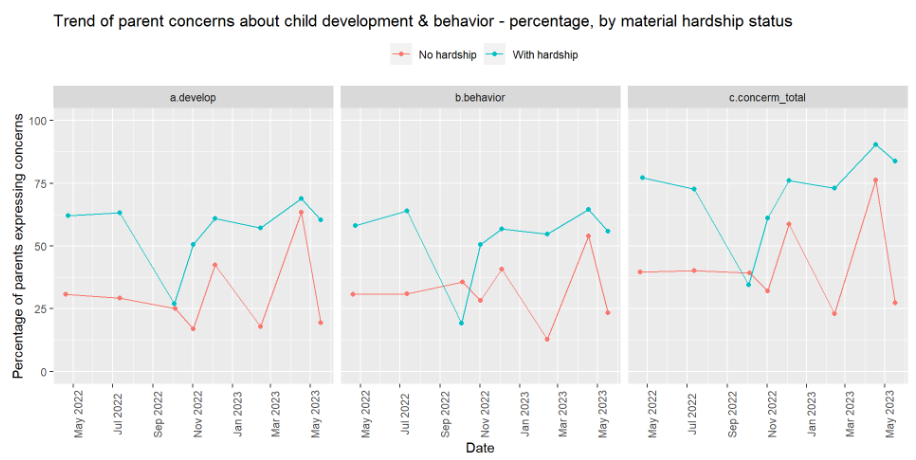 Trend of parent concerns about child development & behavior - percentage, by material hardship status
No hardship With hardship
a.develop b.behavior c.concerm_total
Percentage of parents expressing concerns
100
75
50
25
0
May 2022 Jul 2022 Sep 2022 Nov 2022 Jan 2023 Mar 2023 May 2023 May 2022 Jul 2022 Sep 2022 Nov 2022 Jan 2023 Mar 2023 May 2023 May 2022 Jul 2022 Sep 2022 Nov 2022 Jan 2023 Mar 2023 May 2023
Date